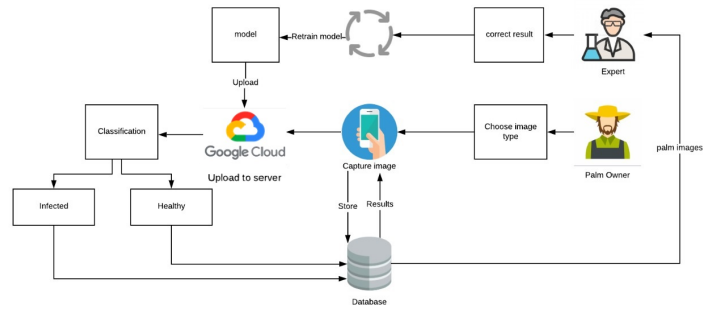 model
Retrain model
correct result
Expert
Upload
Classification
Google Cloud
Upload to server
Capture image
Choose image
type
Palm Owner
palm images
Infected
Healthy
Store
Results
Database